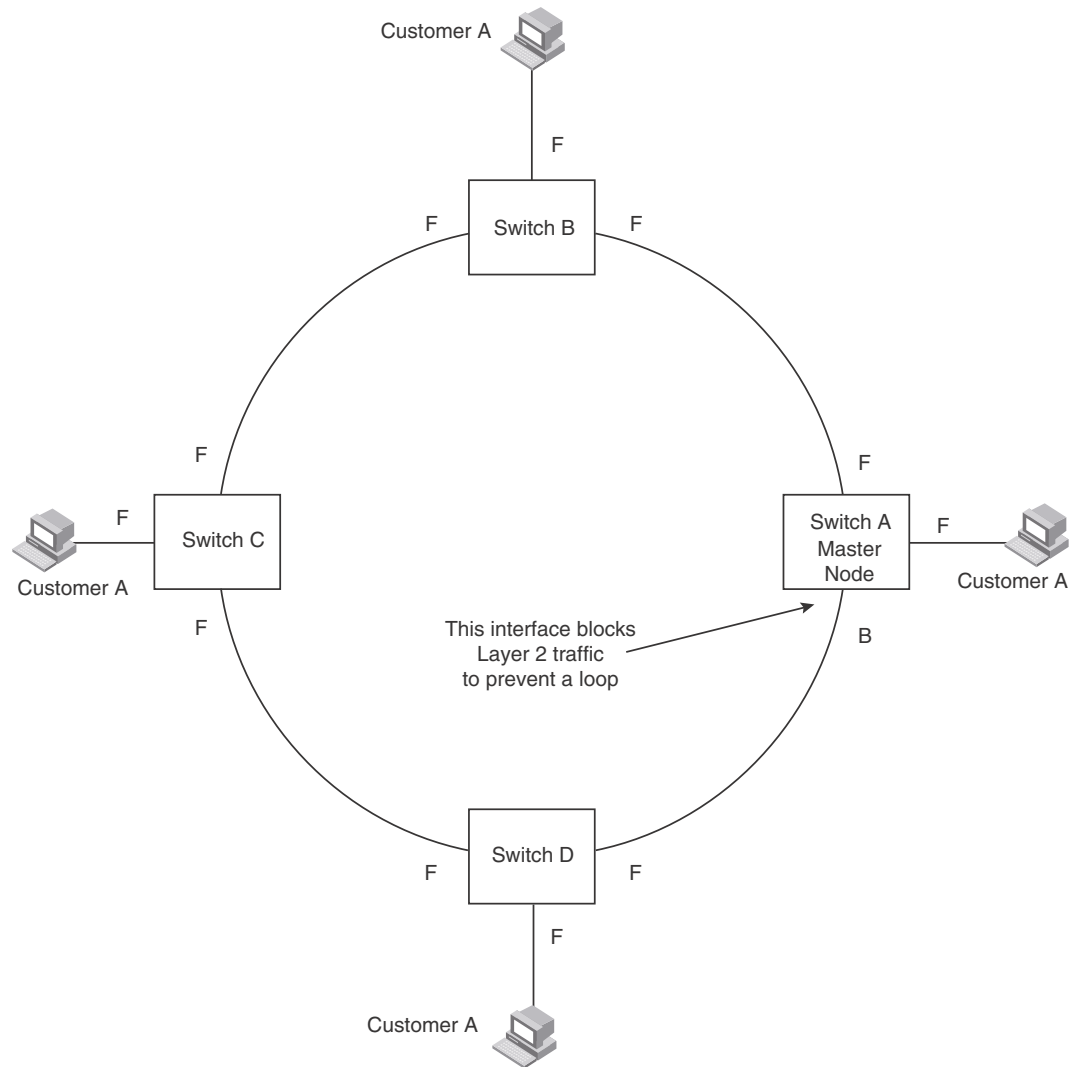 Customer A
F
Switch B
F
F
F
F
F
Switch C
Customer A
F
Switch A
Master
Node
F
Customer A
This interface blocks
Layer 2 traffic
to prevent a loop
B
Switch D
F
F
F
Customer A